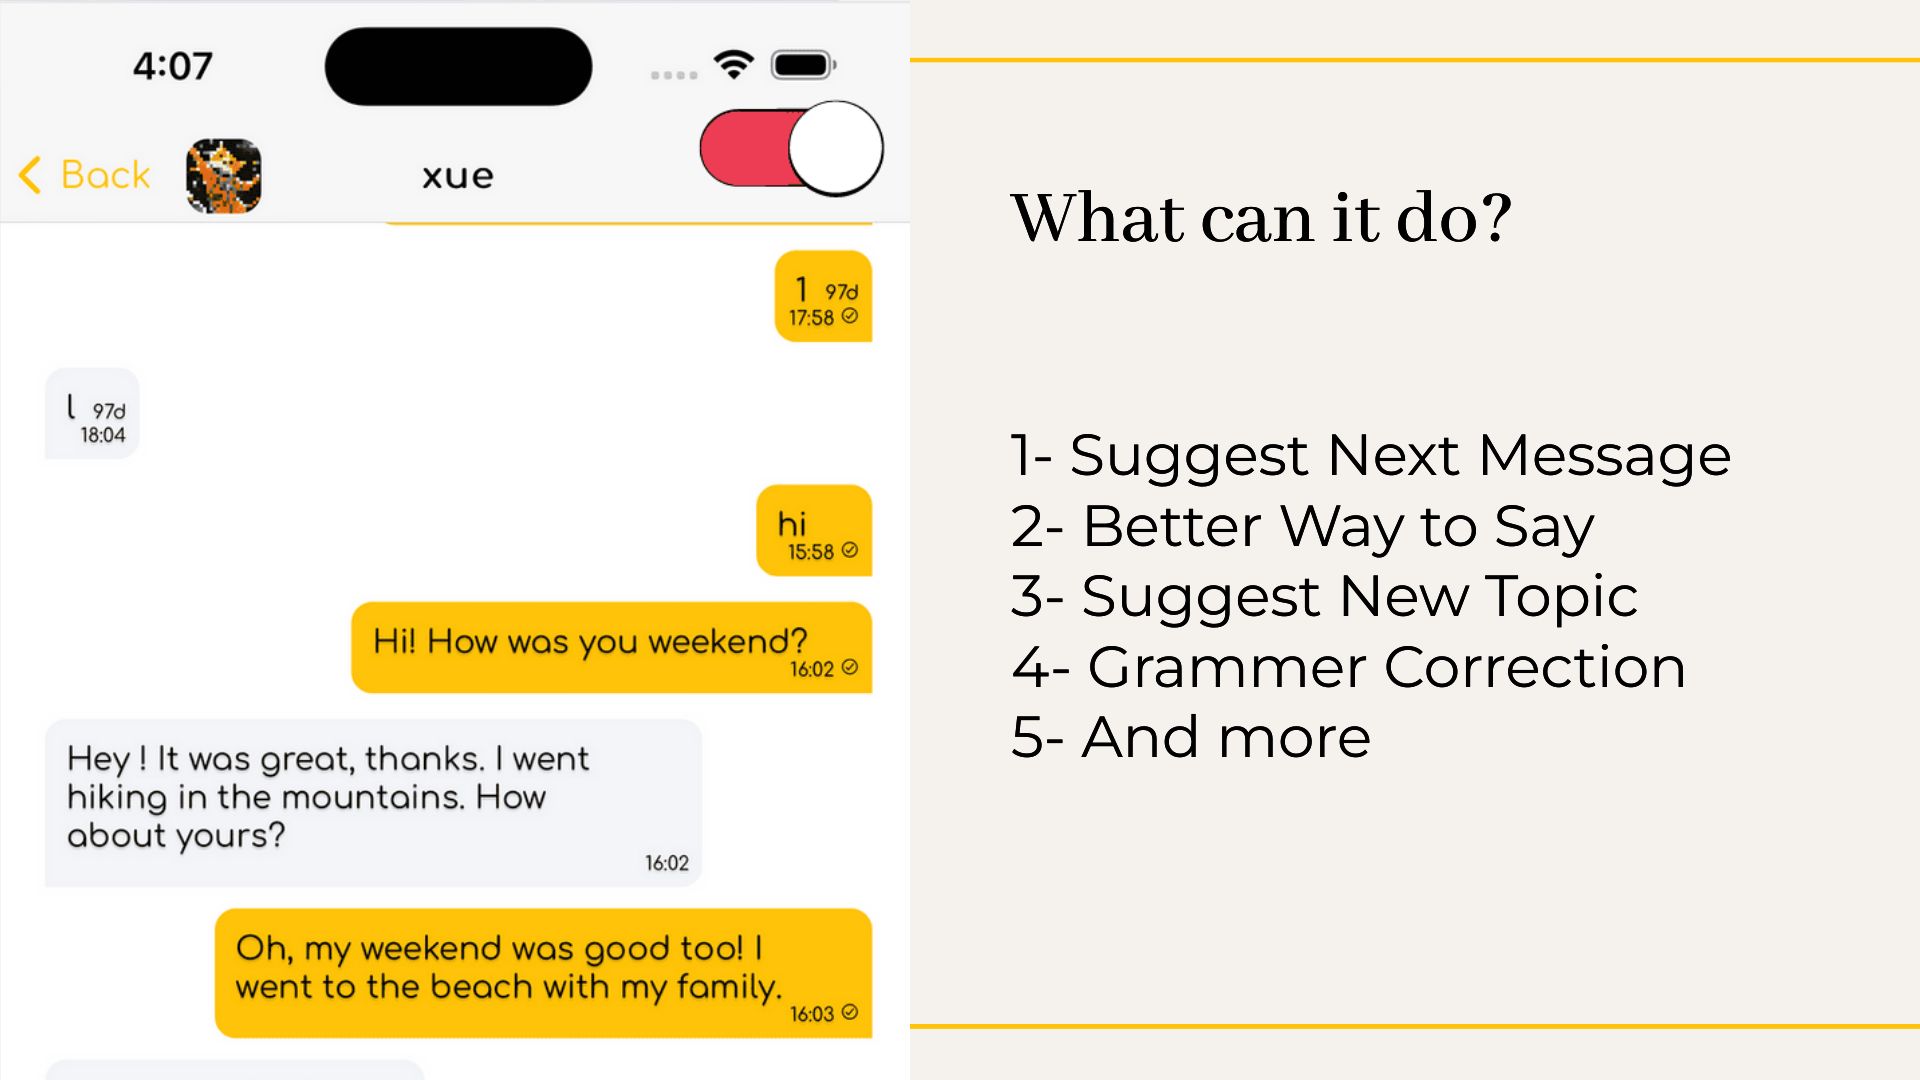 4:07
Back
xue
1 97d
17:58
l 97d
18:04
hi
15:58
Hi! How was you weekend?
16:02
Hey ! It was great, thanks. I went
hiking in the mountains. How
about yours?
16:02
Oh, my weekend was good too! I
went to the beach with my family.
16:03
What can it do?
1- Suggest Next Message
2- Better Way to Say
3- Suggest New Topic
4- Grammer Correction
5- And more